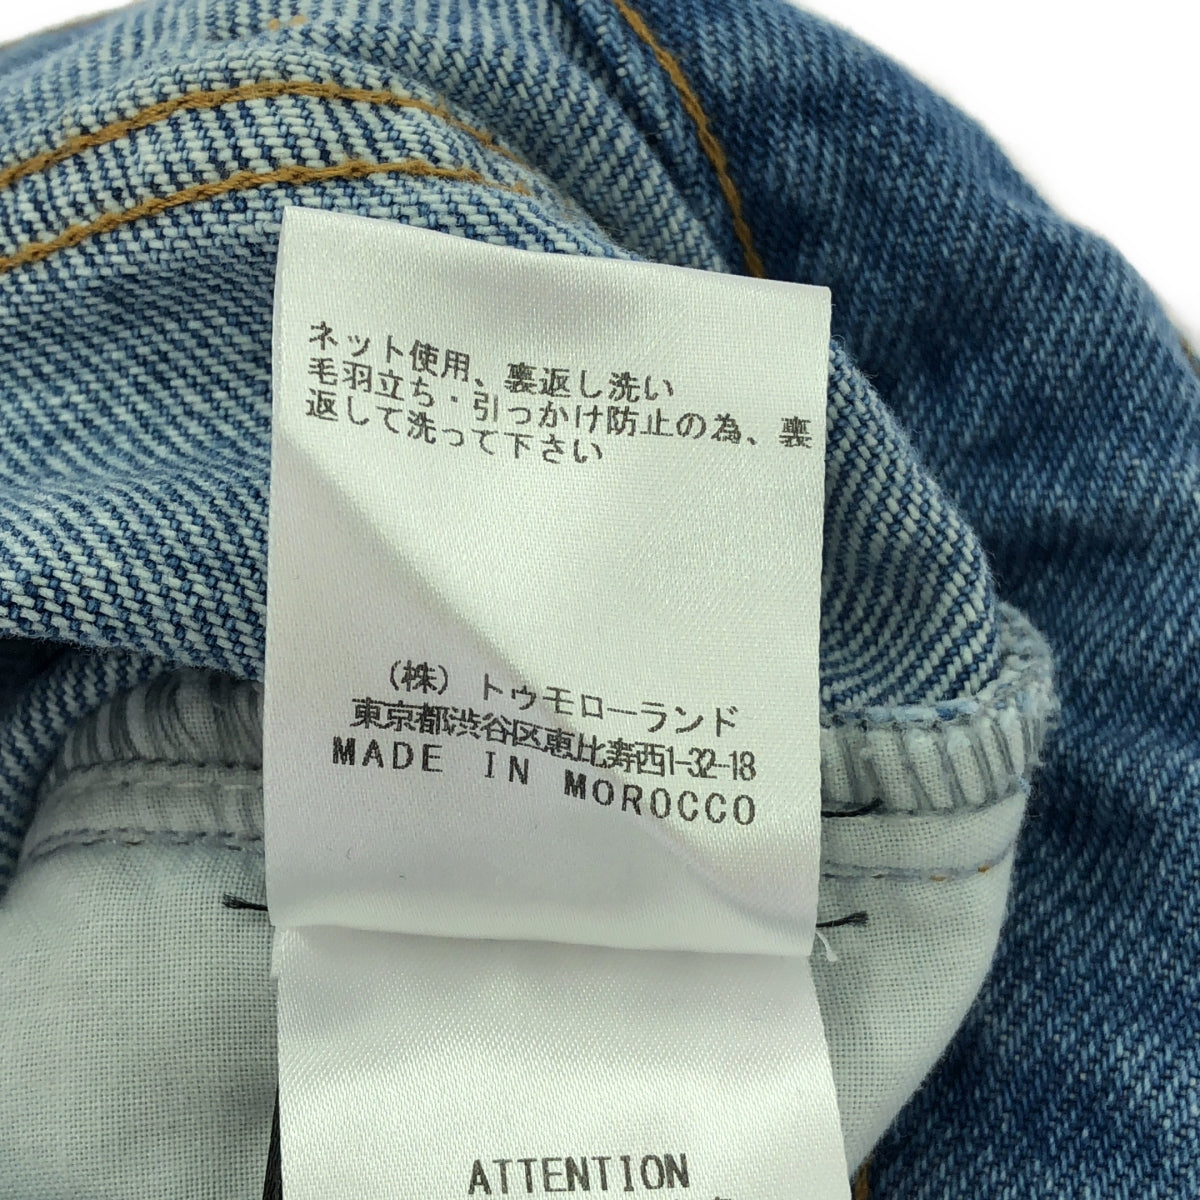 ネット使用、裏返し洗い
毛羽立ち・引っかけ防止の為、裏
返して洗って下さい
(株)トゥモローランド
東京都渋谷区恵比寿西1-32-18
MADE IN MOROCCO
ATTENTION